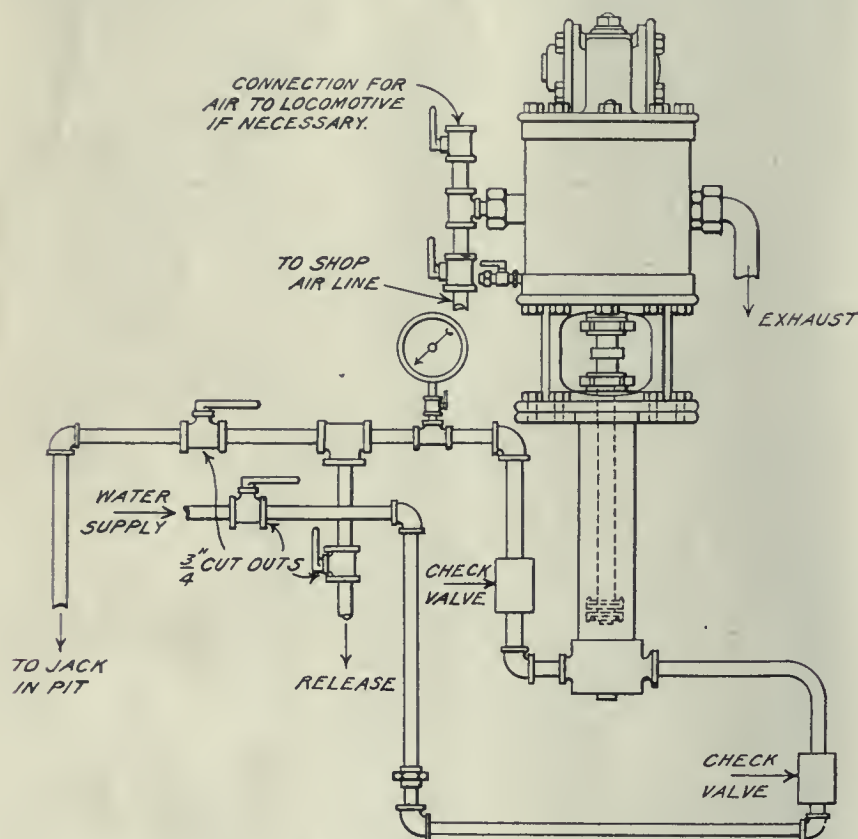 CONNECTION FOR
AIR TO LOCOMOTIVE
IF NECESSARY.
TO SHOP
AIR LINE
EXHAUST
WATER
SUPPLY
3/4" CUT OUTS
CHECK
VALVE
TO JACK
IN PIT
RELEASE
CHECK
VALVE